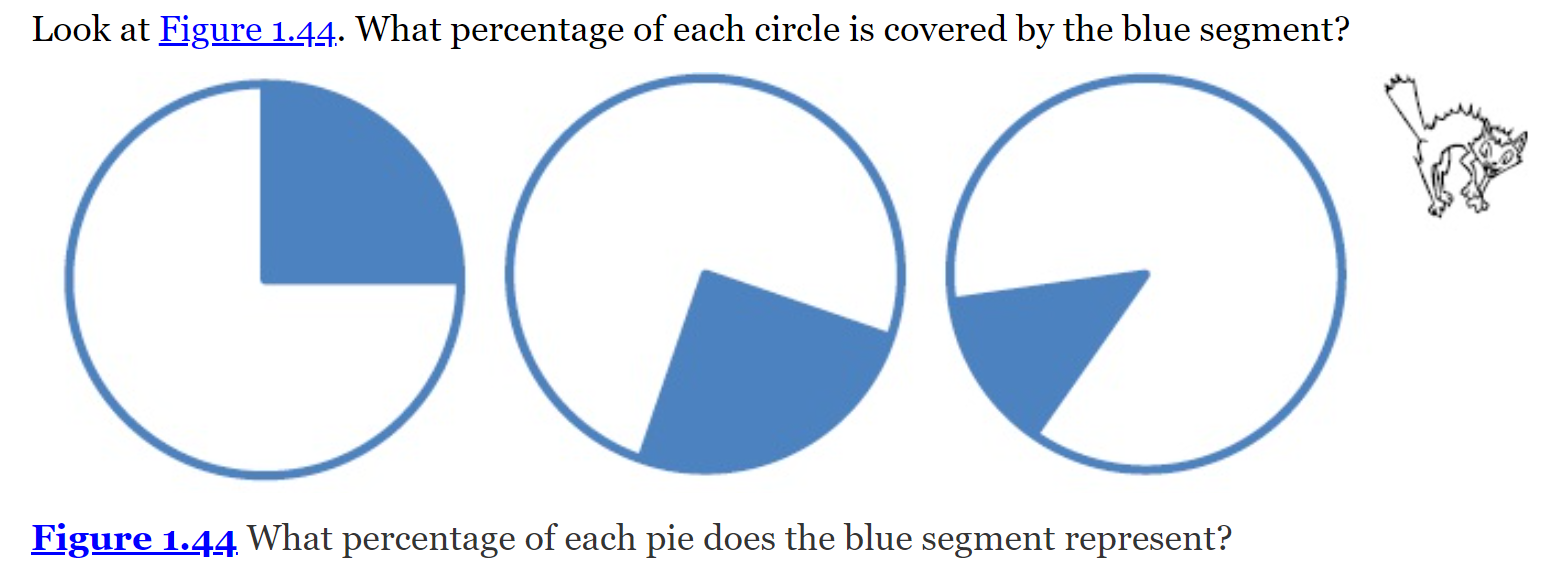 Look at Figure 1.44. What percentage of each circle is covered by the blue segment?
Figure 1.44 What percentage of each pie does the blue segment represent?